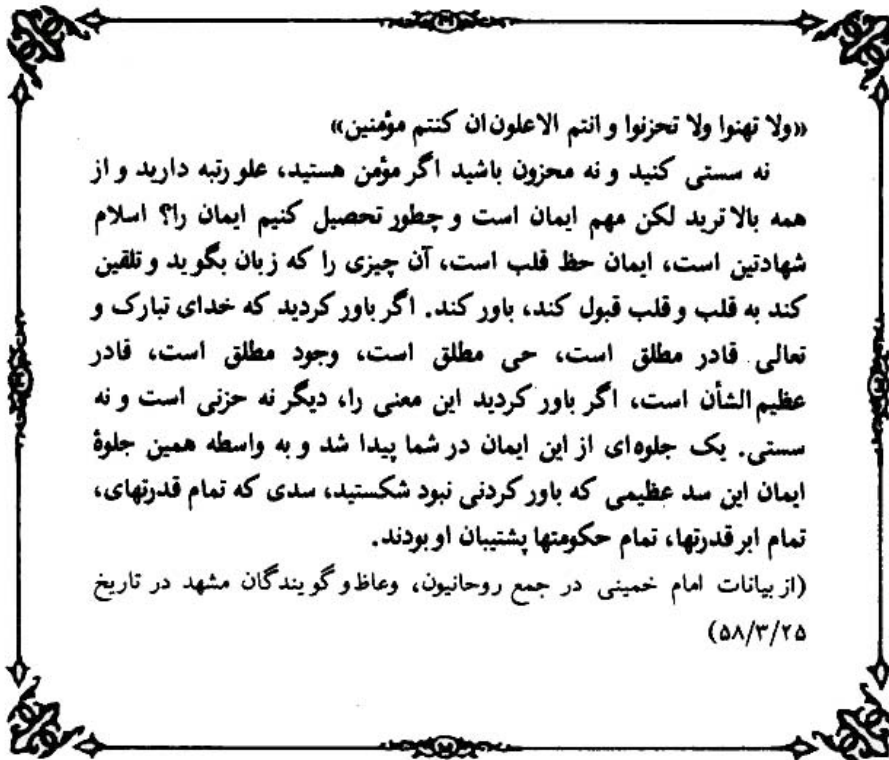 «ولا تهنوا ولا تحزنوا و انتم الاعلون ان کنتم مؤمنین»
نه سستی کنید و نه محزون باشید اگر مؤمن هستید، علو رتبه دارید و از
همه بالا ترید لکن مهم ایمان است و چطور تحصیل کنیم ایمان را؟ اسلام
شهادتین است، ایمان حظ قلب است، آن چیزی را که زبان بگوید و تلقین
کند به قلب و قلب قبول کند، باور کند. اگر باور کردید که خدای تبارک و
تعالی قادر مطلق است، حی مطلق است، وجود مطلق است، قادر
عظیم الشأن است، اگر باور کردید این معنی را، دیگر نه حزنی است و نه
سستی. یک جلوه‌ای از این ایمان در شما پیدا شد و به واسطه همین جلوهٔ
ایمان این سد عظیمی که باور کردنی نبود شکستید، سدی که تمام قدرتهای،
تمام ابرقدرتها، تمام حکومتها پشتیبان او بودند.
(از بیانات امام خمینی در جمع روحانیون، وعاظ و گویندگان مشهد در تاریخ
۵۸/۳/۲۵)